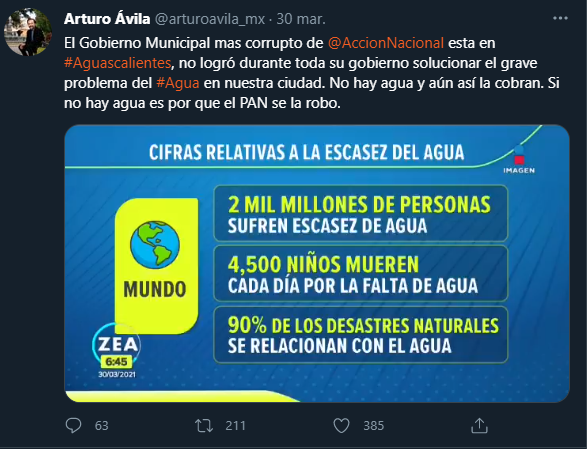 Arturo Ávila @arturoavila_mx · 30 mar.
El Gobierno Municipal mas corrupto de @AccionNacional esta en
#Aguascalientes, no logró durante toda su gobierno solucionar el grave
problema del #Agua en nuestra ciudad. No hay agua y aún así la cobran. Si
no hay agua es por que el PAN se la robo.
CIFRAS RELATIVAS A LA ESCASEZ DEL AGUA
IMAGEN
2 MIL MILLONES DE PERSONAS
SUFREN ESCASEZ DE AGUA
4,500 NIÑOS MUEREN
CADA DÍA POR LA FALTA DE AGUA
MUNDO
90% DE LOS DESASTRES NATURALES
SE RELACIONAN CON EL AGUA
ZEA
6:45
30/03/2021
63 211 385